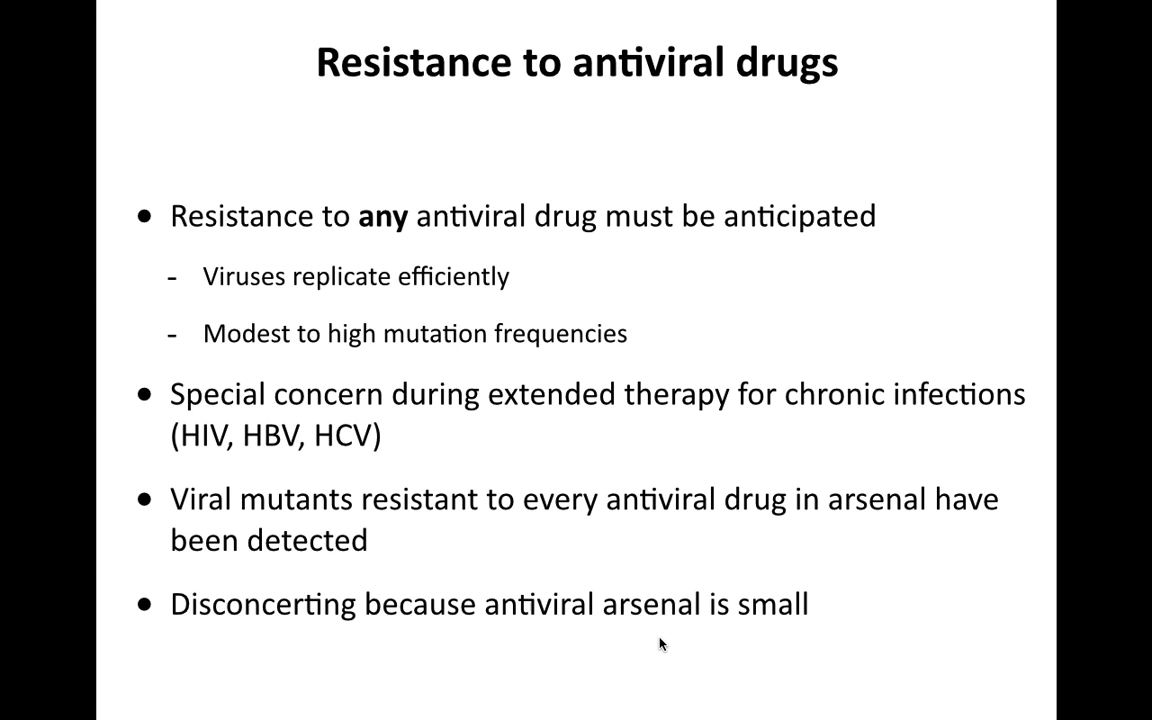 Resistance to antiviral drugs
● Resistance to any antiviral drug must be anticipated
- Viruses replicate efficiently
- Modest to high mutation frequencies
● Special concern during extended therapy for chronic infections
(HIV, HBV, HCV)
● Viral mutants resistant to every antiviral drug in arsenal have
been detected
● Disconcerting because antiviral arsenal is small